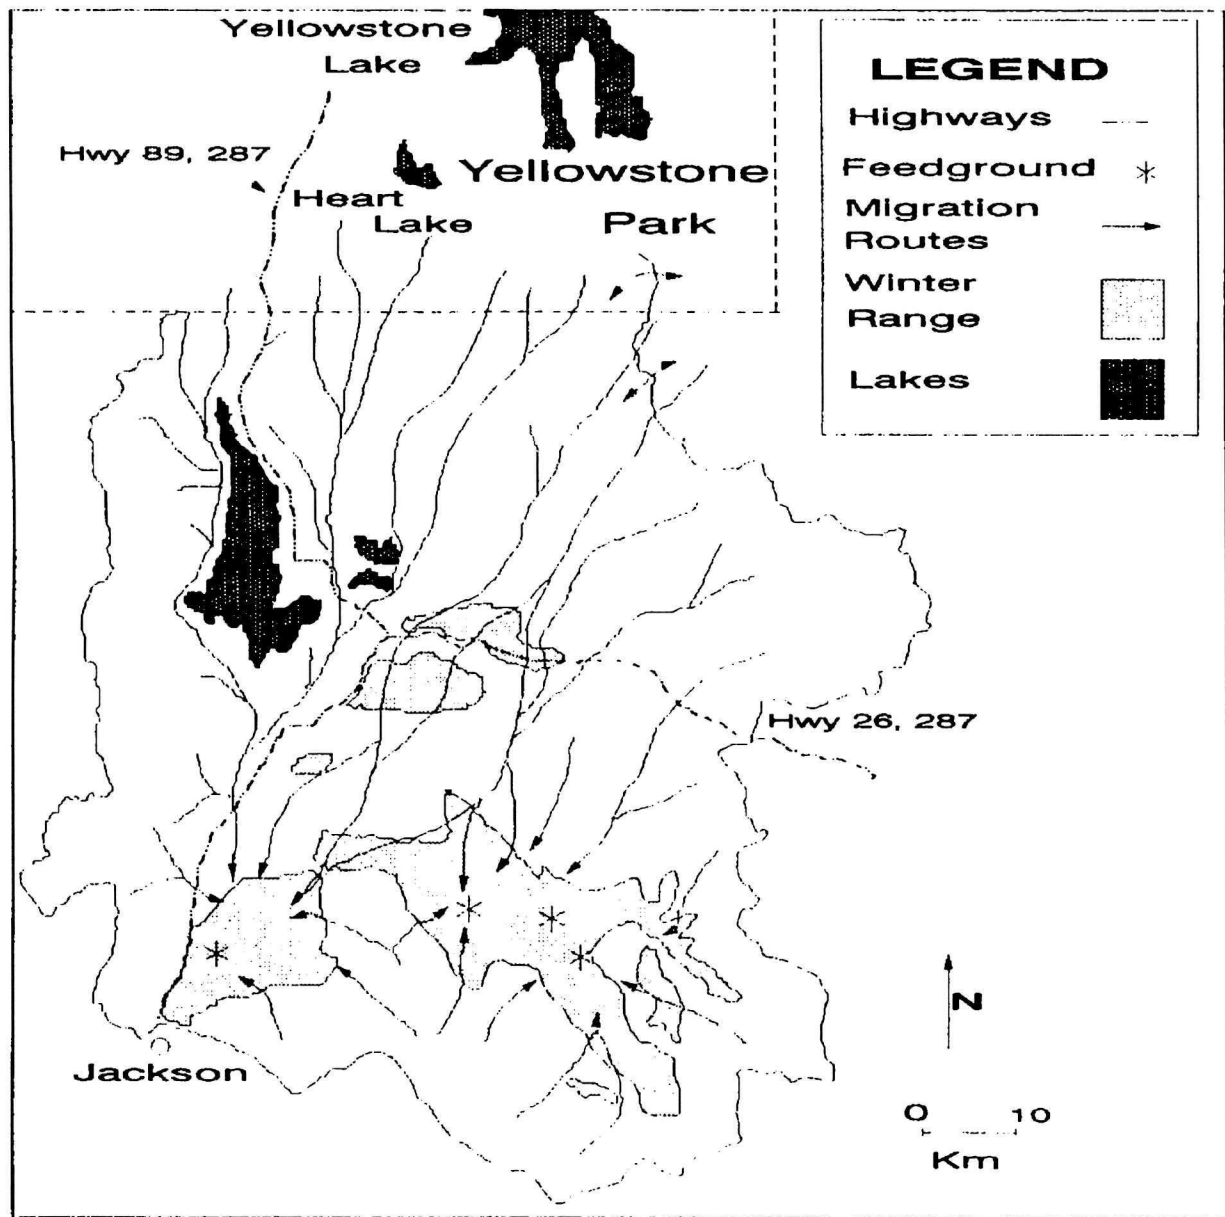 Yellowstone
Lake
Hwy 89, 287
Heart
Lake
Yellowstone
Park
LEGEND
Highways
Feedground
Migration
Routes
Winter
Range
Lakes
Hwy 26, 287
N
Jackson
0 10
Km